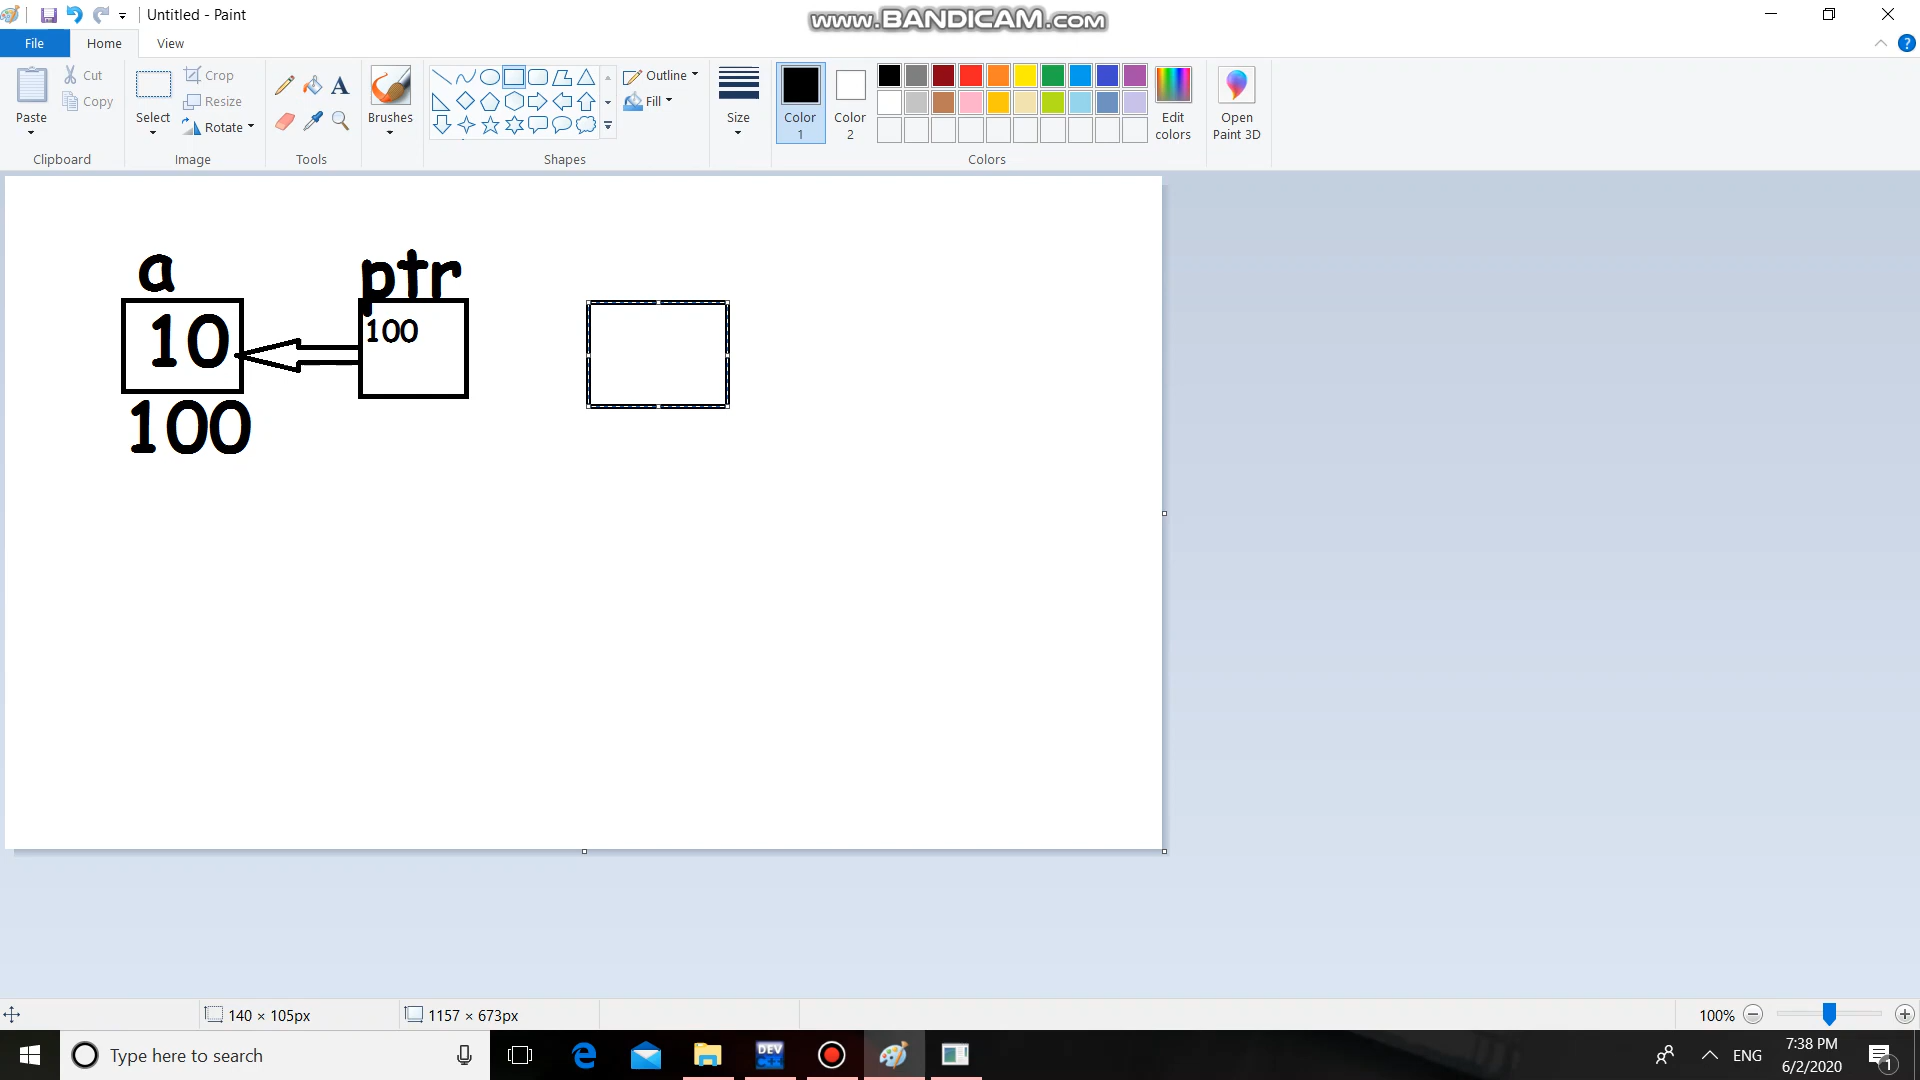 Untitled - Paint
www.BANDICAM.com
File Home View
?
Paste
Cut
Copy
Clipboard
Select
Crop
Resize
Rotate
Image
Tools
Brushes
Outline
Fill
Shapes
Size
Color 1
Color 2
Edit colors
Colors
Open Paint 3D
a
10
100
ptr
100
140 × 105px
1157 × 673px
100%
Type here to search
DEV
ENG
7:38 PM
6/2/2020
1